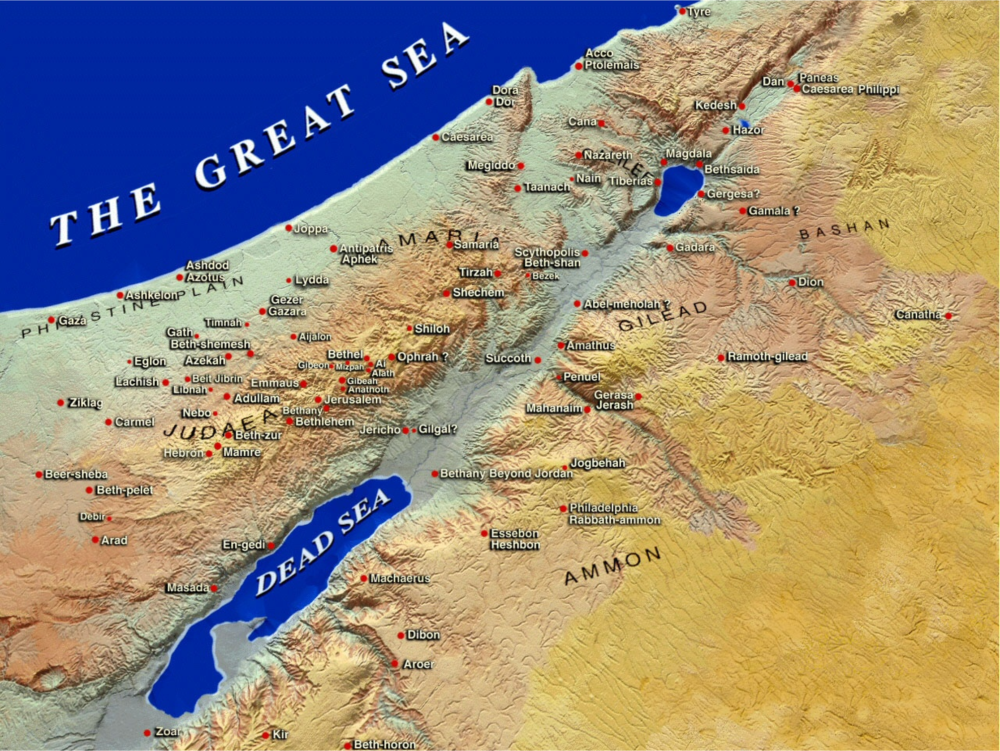 THE GREAT SEA
Tyre
Acco
Ptolemais
Dan
Paneas
Caesarea Philippi
Dora
Dor
Kedesh
Cana
Hazor
Caesarea
Nazareth
Magdala
Megiddo
Bethsaida
Nain
Tiberias
Taanach
Gergesa?
Gamala ?
BASHAN
Joppa
AMARI
Samaria
Antipatris
Aphek
Scythopolis
Beth-shan
Gadafa
Ashdod
Azotus
Lydda
Tirzah
Bezek
Dion
PHILISTINE PLAIN
Ashkelon
Shechem
Gezer
Gazara
Abel-meholah ?
GILEAD
Canatha
Gaza
Timnah
Gath
Beth-shemesh
Aijalon
Shiloh
Amathus
Eglon
Azekah
Bethel
Gibeon
Mizpah
Ai
Alath
Ophrah ?
Succoth
Ramoth-gilead
Lachish
Beit Jibrin
Libnah
Emmaus
Gibeah
Anathoth
Penuel
Ziklag
Adullam
Jerusalem
Gerasa
Jerash
Mahanaim
Nebo
Bethany
Bethlehem
Carmel
JUDAEA
Beth-zur
Jericho
Gilgal?
Hebron
Mamre
Beer-sheba
Bethany Beyond Jordan
Jogbehah
Beth-pelet
DEAD SEA
Philadelphia
Rabbath-ammon
Debir
Arad
En-gedi
Essebon
Heshbon
AMMON
Masada
Machaerus
Dibon
Aroer
Zoar
Kir
Beth-horon